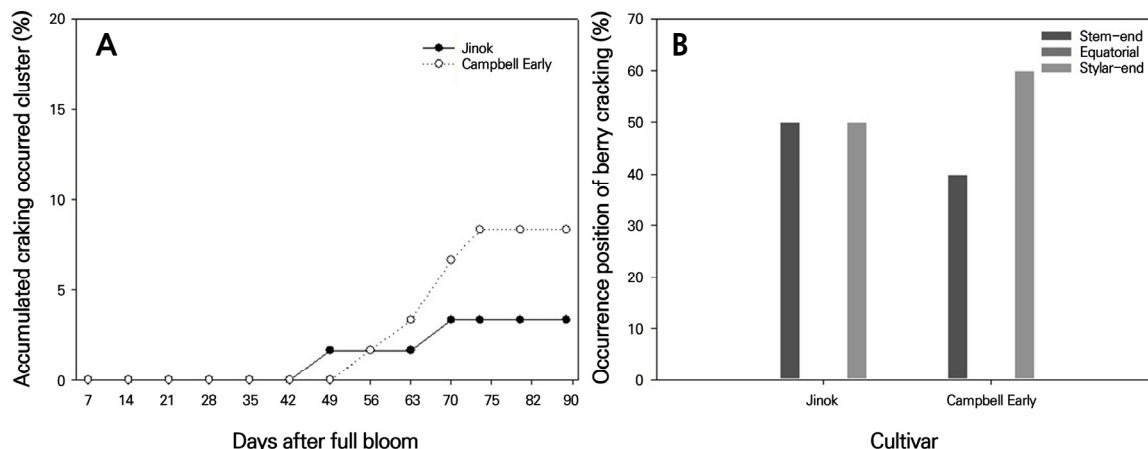 A
Accumulated craking occurred cluster (%)
20
15
10
5
0
Jinok
Campbell Early
7 14 21 28 35 42 49 56 63 70 75 82 90
Days after full bloom
B
Occurrence position of berry cracking (%)
70
60
50
40
30
20
10
0
Stem-end
Equatorial
Stylar-end
Jinok Campbell Early
Cultivar